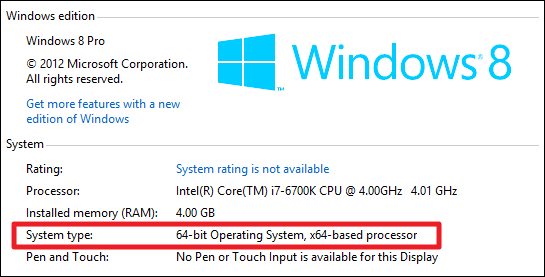 Windows edition
Windows 8 Pro
© 2012 Microsoft Corporation.
All rights reserved.
Get more features with a new
edition of Windows
Windows 8
System
Rating: System rating is not available
Processor: Intel(R) Core(TM) i7-6700K CPU @ 4.00GHz 4.01 GHz
Installed memory (RAM): 4.00 GB
System type: 64-bit Operating System, x64-based processor
Pen and Touch: No Pen or Touch Input is available for this Display